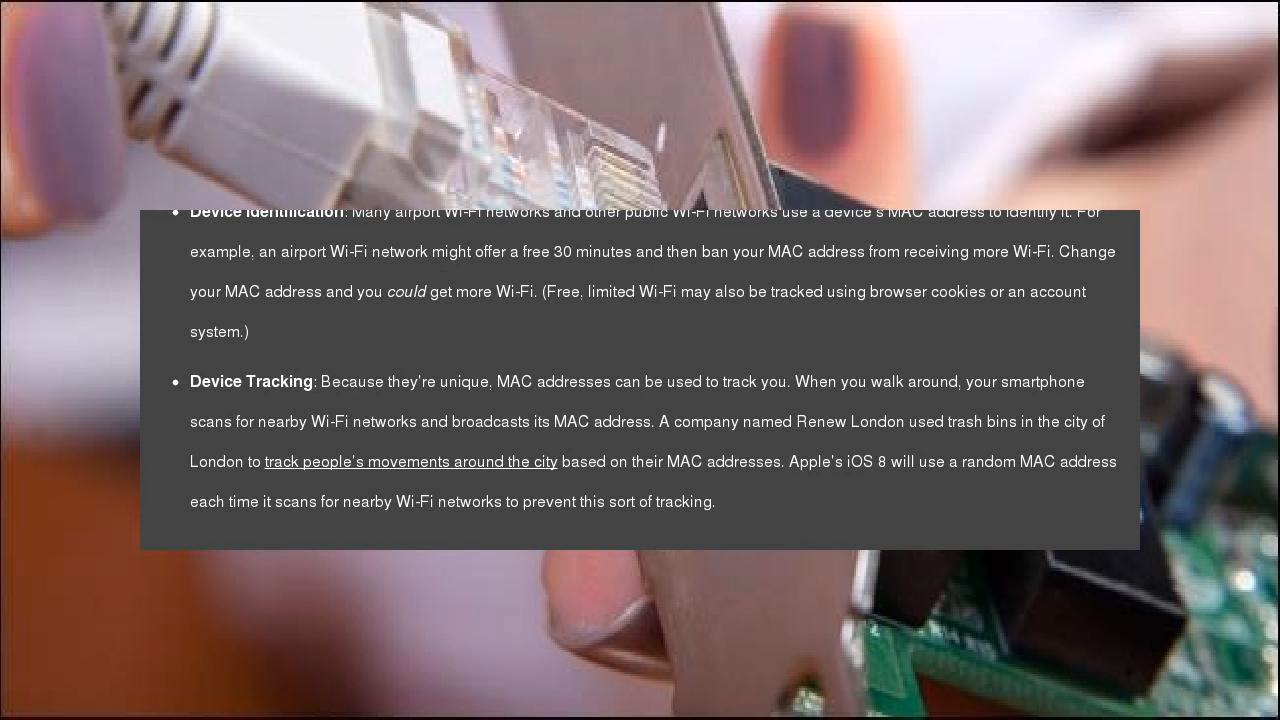 Device Identification: Many airport Wi-Fi networks and other public Wi-Fi networks use a device's MAC address to identify it. For
example, an airport Wi-Fi network might offer a free 30 minutes and then ban your MAC address from receiving more Wi-Fi. Change
your MAC address and you could get more Wi-Fi. (Free, limited Wi-Fi may also be tracked using browser cookies or an account
system.)
Device Tracking: Because they're unique, MAC addresses can be used to track you. When you walk around, your smartphone
scans for nearby Wi-Fi networks and broadcasts its MAC address. A company named Renew London used trash bins in the city of
London to track people's movements around the city based on their MAC addresses. Apple's iOS 8 will use a random MAC address
each time it scans for nearby Wi-Fi networks to prevent this sort of tracking.